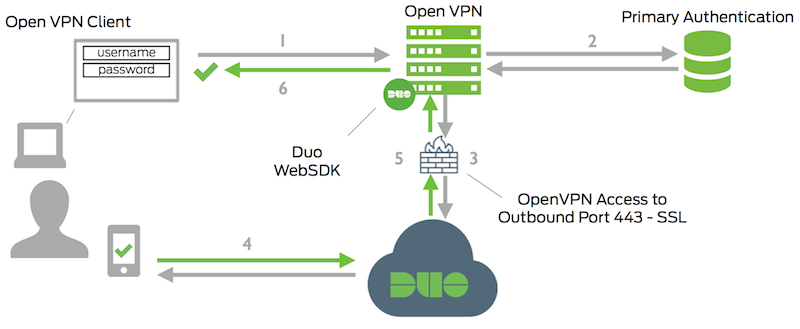 Open VPN Client
Open VPN
Primary Authentication
username
password
1
2
6
DUO
Duo
WebSDK
5
3
OpenVPN Access to
Outbound Port 443 - SSL
4
DUO